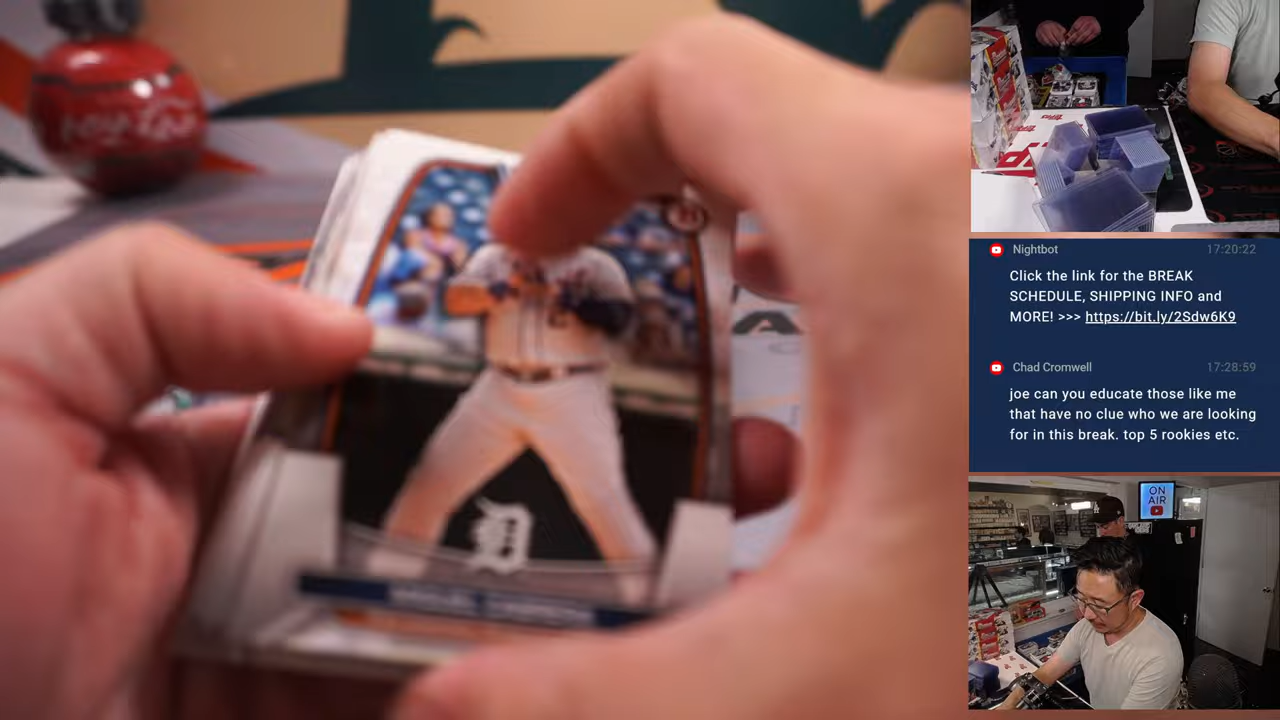 Nightbot 17:20:22
Click the link for the BREAK
SCHEDULE, SHIPPING INFO and
MORE! >>> https://bit.ly/2Sdw6K9
Chad Cromwell 17:28:59
joe can you educate those like me
that have no clue who we are looking
for in this break. top 5 rookies etc.
ON
AIR